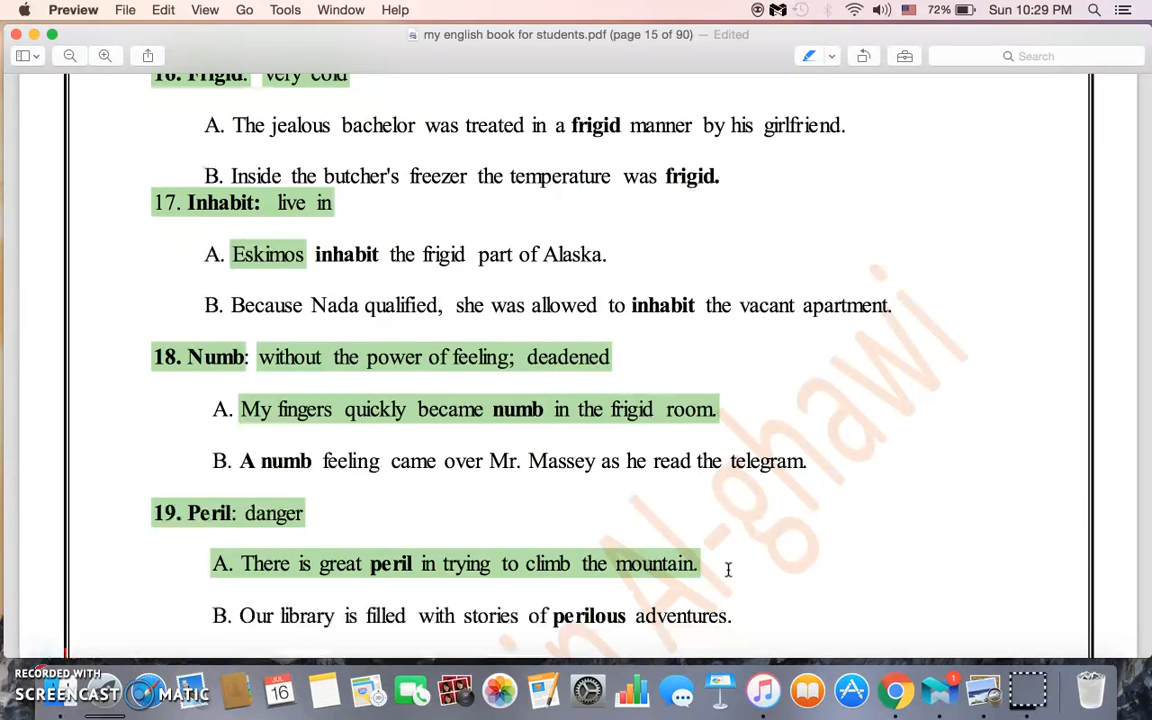 Preview File Edit View Go Tools Window Help 72% Sun 10:29 PM
my english book for students.pdf (page 15 of 90) — Edited
Search
16. Frigid: very cold
A. The jealous bachelor was treated in a frigid manner by his girlfriend.
B. Inside the butcher's freezer the temperature was frigid.
17. Inhabit: live in
A. Eskimos inhabit the frigid part of Alaska.
B. Because Nada qualified, she was allowed to inhabit the vacant apartment.
18. Numb: without the power of feeling; deadened
A. My fingers quickly became numb in the frigid room.
B. A numb feeling came over Mr. Massey as he read the telegram.
19. Peril: danger
A. There is great peril in trying to climb the mountain.
B. Our library is filled with stories of perilous adventures.
in Al-ghawi
RECORDED WITH
SCREENCAST MATIC
JUL
16
1